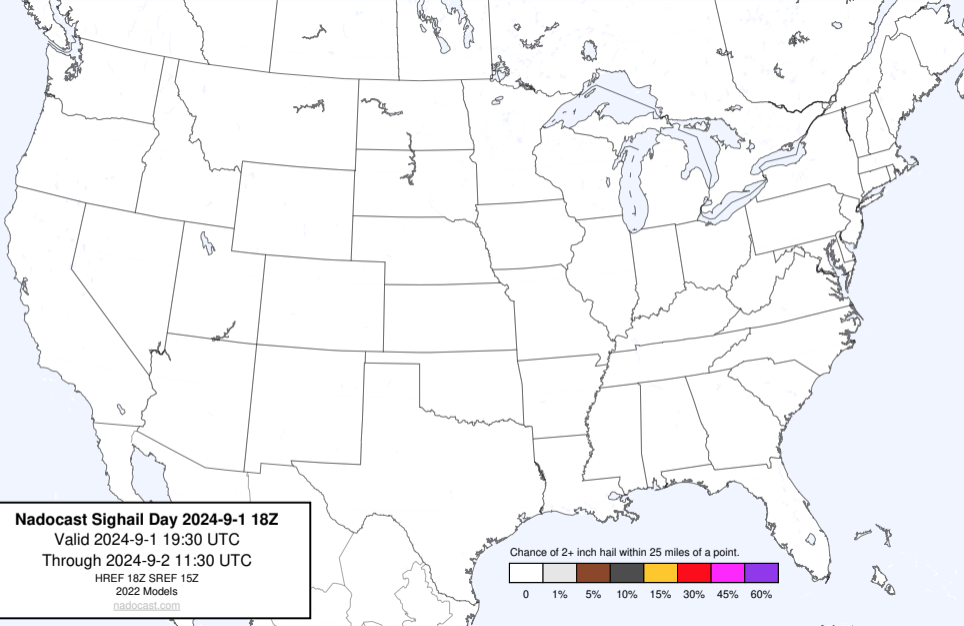 Nadocast Sighail Day 2024-9-1 18Z
Valid 2024-9-1 19:30 UTC
Through 2024-9-2 11:30 UTC
HREF 18Z SREF 15Z
2022 Models
nadocast.com
Chance of 2+ inch hail within 25 miles of a point.
0 1% 5% 10% 15% 30% 45% 60%